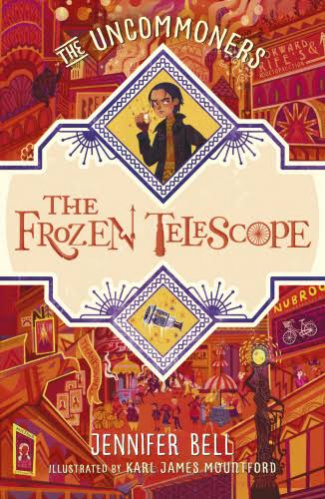 THE UNCOMMONERS
THE
FROZEN TELESCOPE
JENNIFER BELL
ILLUSTRATED BY KARL JAMES MOUNTFORD